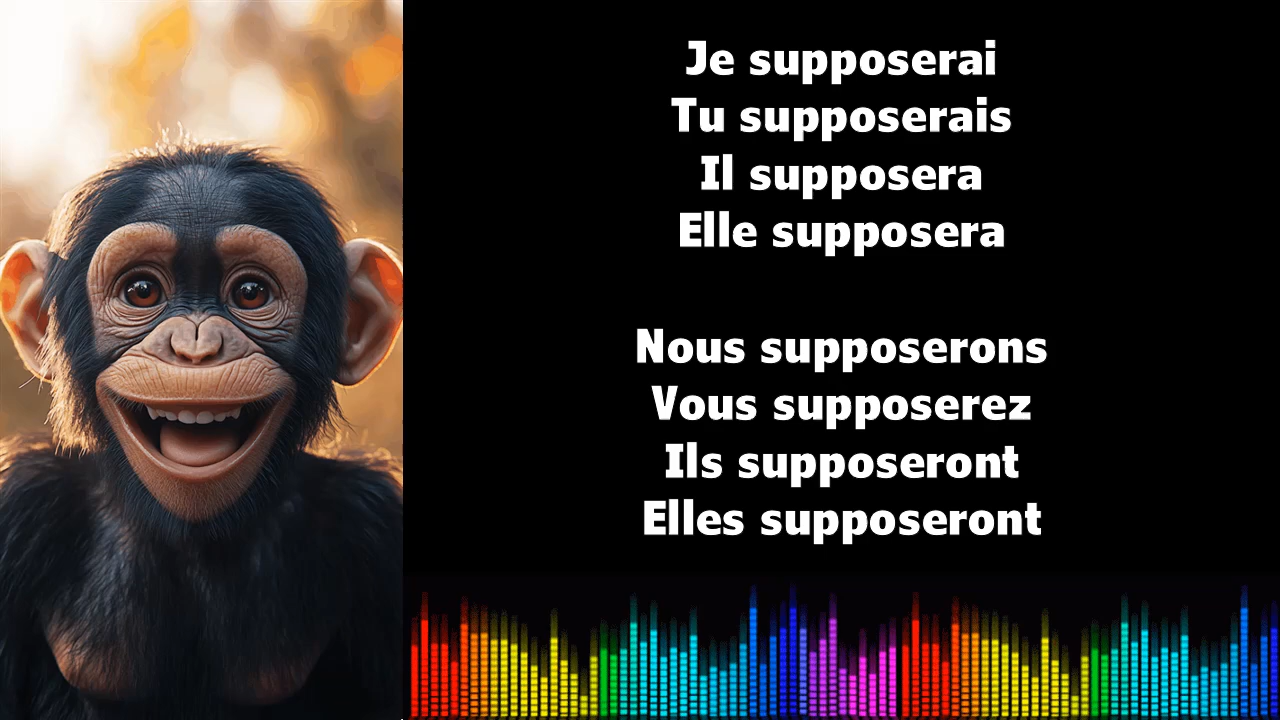 Je supposerai
Tu supposerais
Il supposera
Elle supposera
Nous supposerons
Vous supposerez
Ils supposeront
Elles supposeront